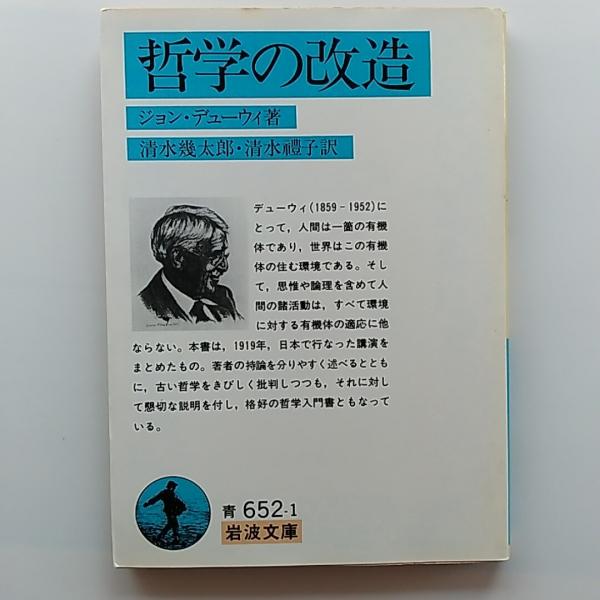 哲学の改造
ジョン・デューウィ著
清水幾太郎・清水禮子訳
デューウィ(1859-1952)に
とって，人間は一箇の有機
体であり，世界はこの有機
体の住む環境である。そし
て，思惟や論理を含めて人
間の諸活動は，すべて環境
に対する有機体の適応に他
ならない。本書は，1919年，日本で行なった講演を
まとめたもの。著者の持論を分りやすく述べるととも
に，古い哲学をきびしく批判しつつも，それに対し
て懇切な説明を付し，格好の哲学入門書ともなって
いる。
青 652-1
岩波文庫